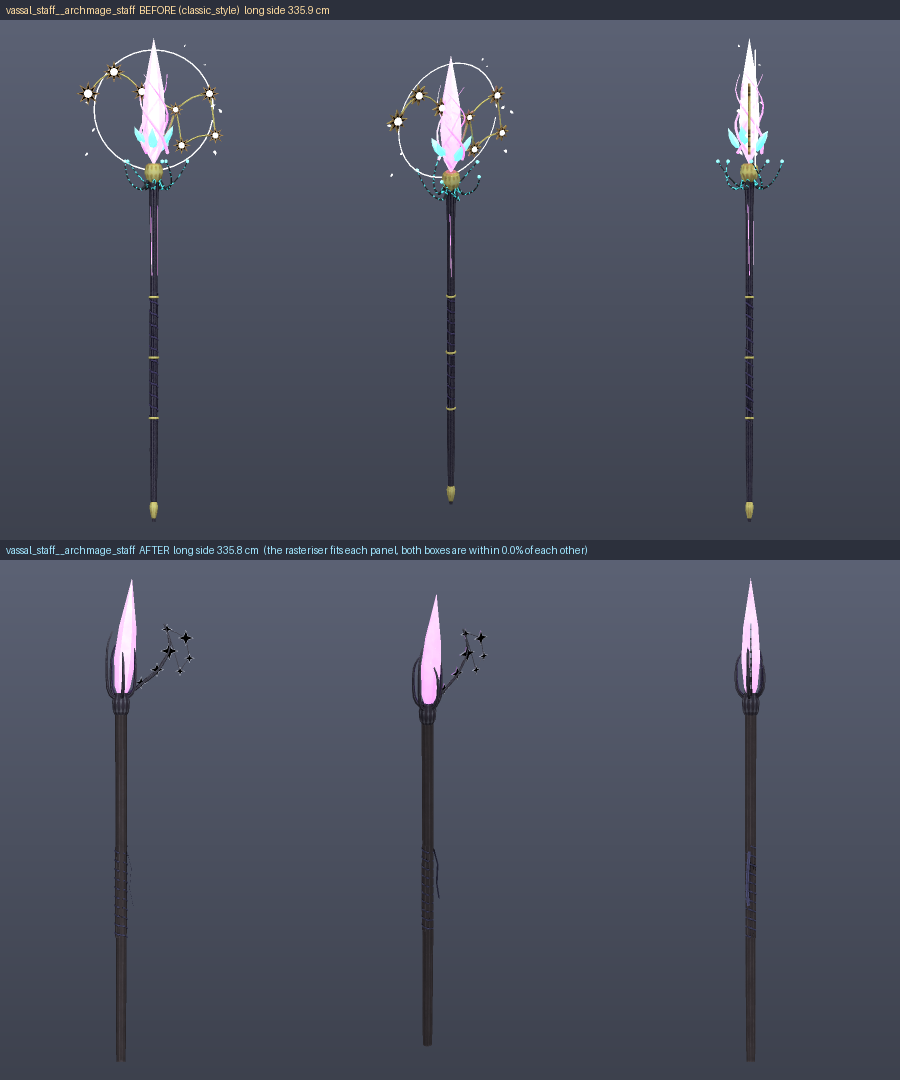 vassal_staff__archmage_staff BEFORE (classic_style) long side 335.9 cm
vassal_staff__archmage_staff AFTER long side 335.8 cm (the rasteriser fits each panel, both boxes are within 0.0% of each other)